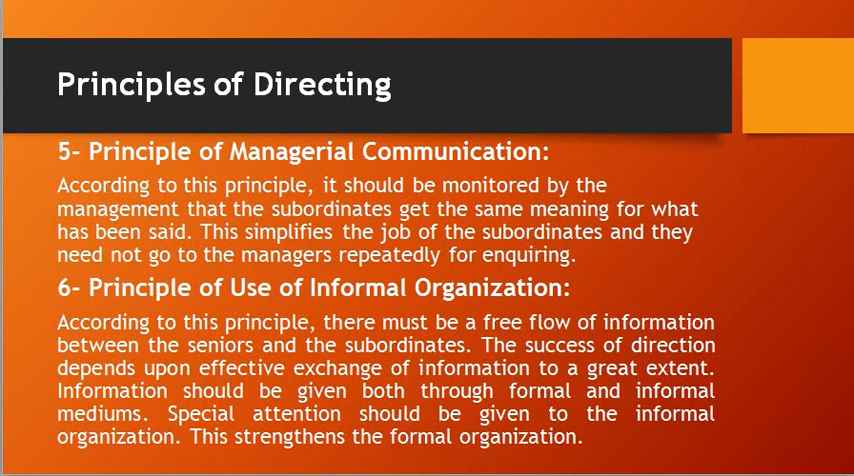 Principles of Directing
5- Principle of Managerial Communication:
According to this principle, it should be monitored by the
management that the subordinates get the same meaning for what
has been said. This simplifies the job of the subordinates and they
need not go to the managers repeatedly for enquiring.
6- Principle of Use of Informal Organization:
According to this principle, there must be a free flow of information
between the seniors and the subordinates. The success of direction
depends upon effective exchange of information to a great extent.
Information should be given both through formal and informal
mediums. Special attention should be given to the informal
organization. This strengthens the formal organization.